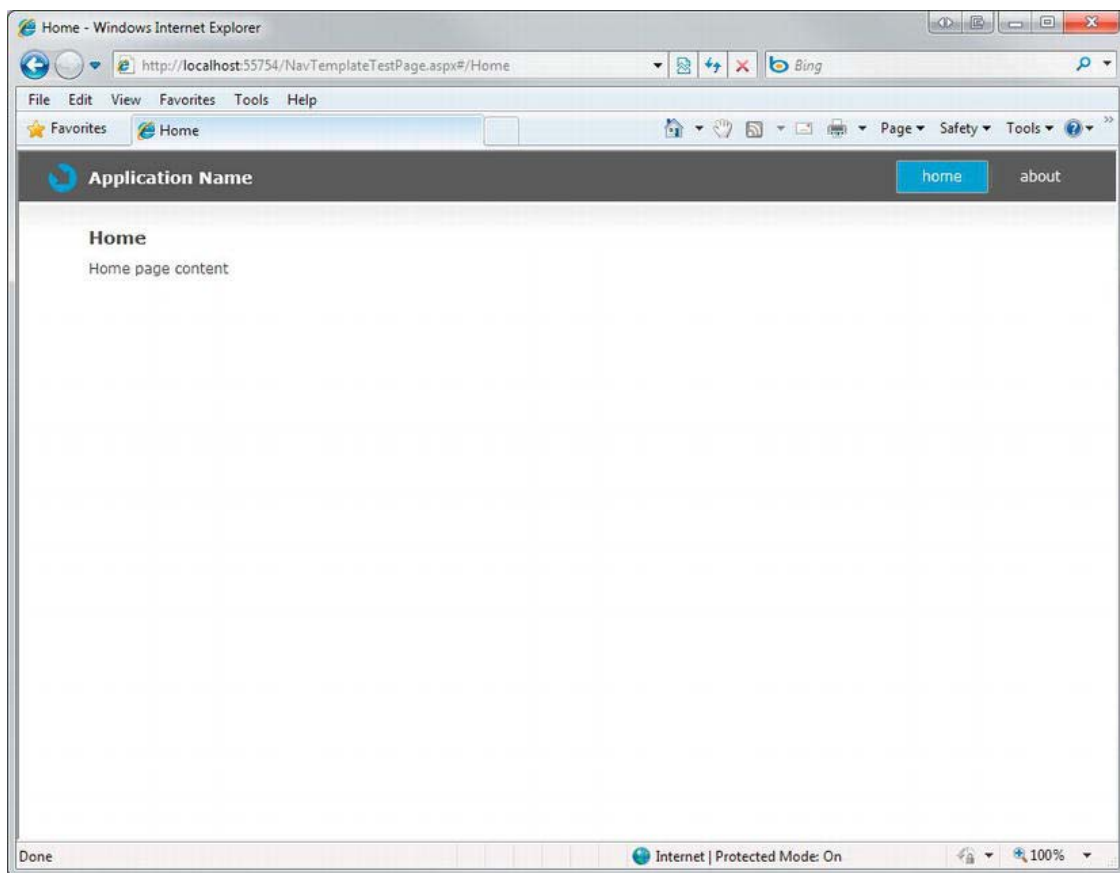 Home - Windows Internet Explorer
http://localhost:55754/NavTemplateTestPage.aspx#/Home
Bing
File Edit View Favorites Tools Help
Favorites Home Page Safety Tools
Application Name home about
Home
Home page content
Done Internet | Protected Mode: On 100%